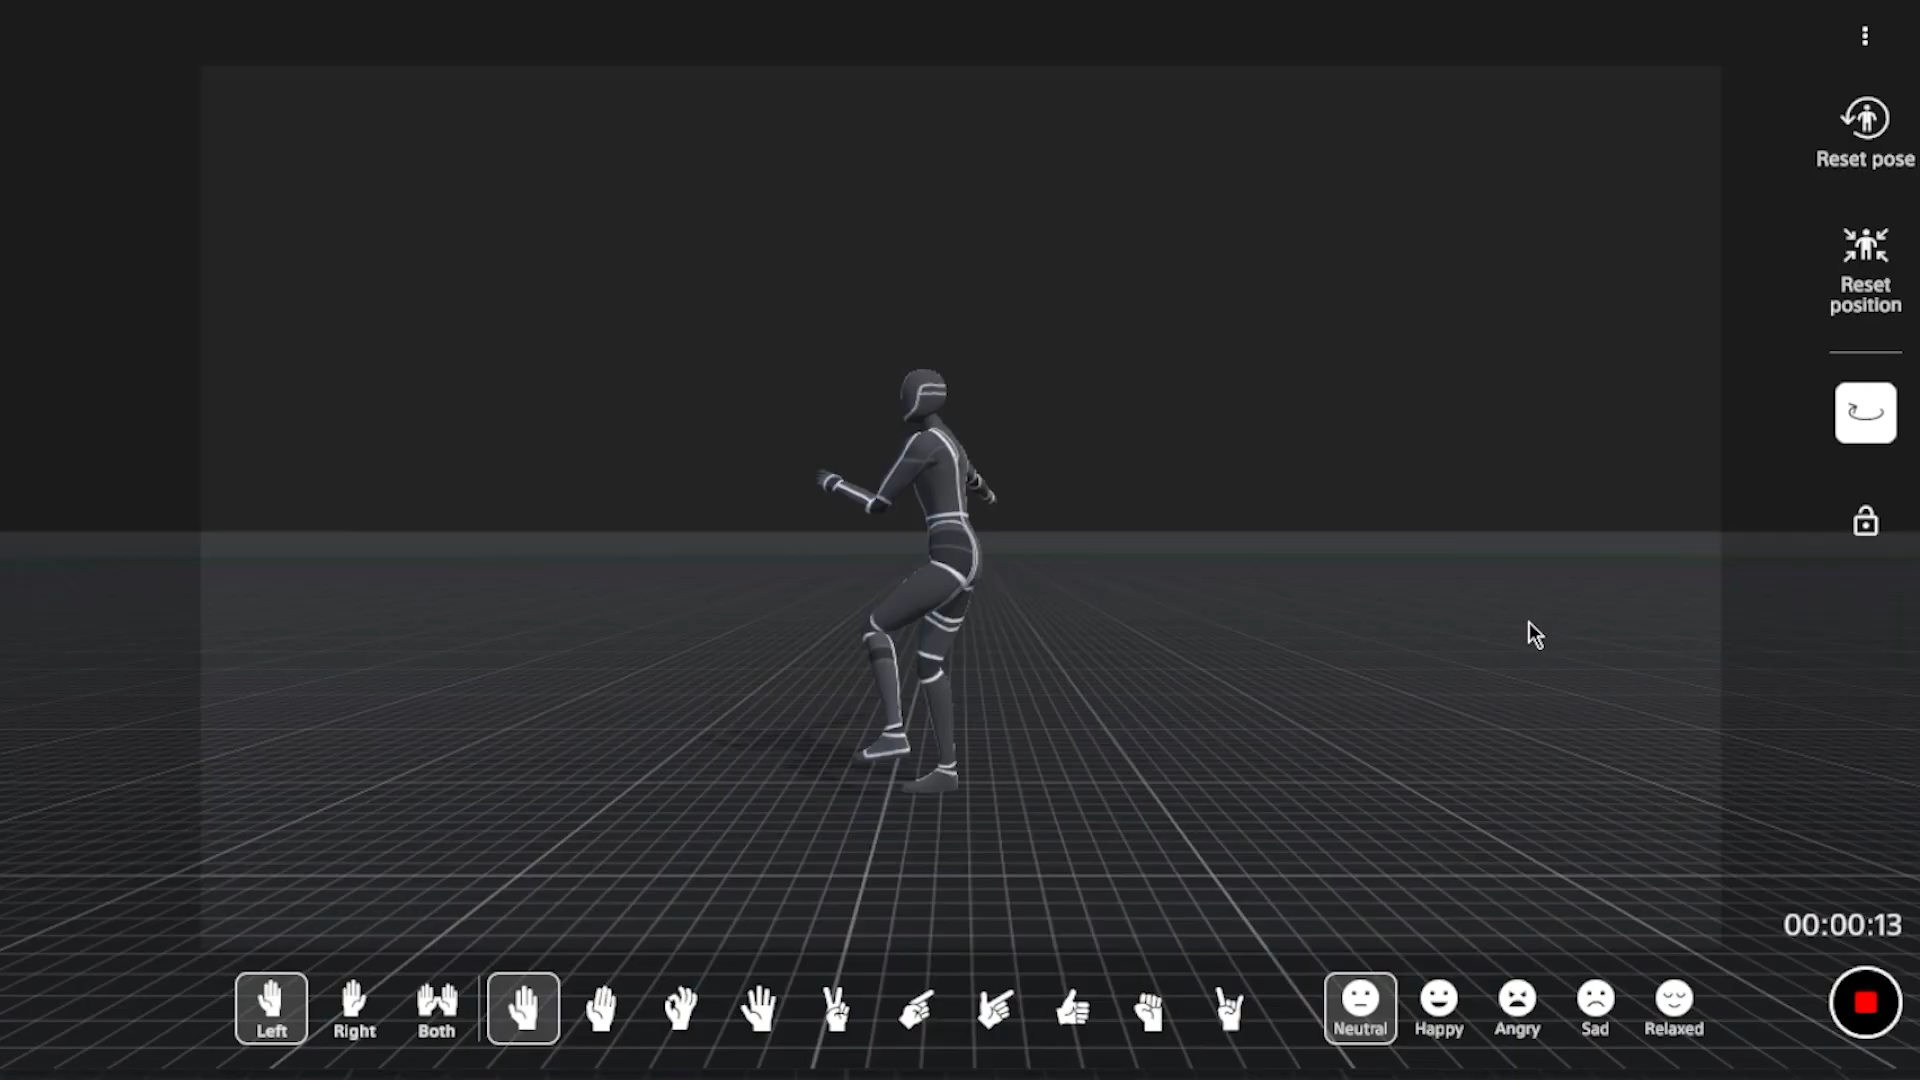 Reset pose
Reset
position
00:00:13
Left
Right
Both
Neutral
Happy
Angry
Sad
Relaxed